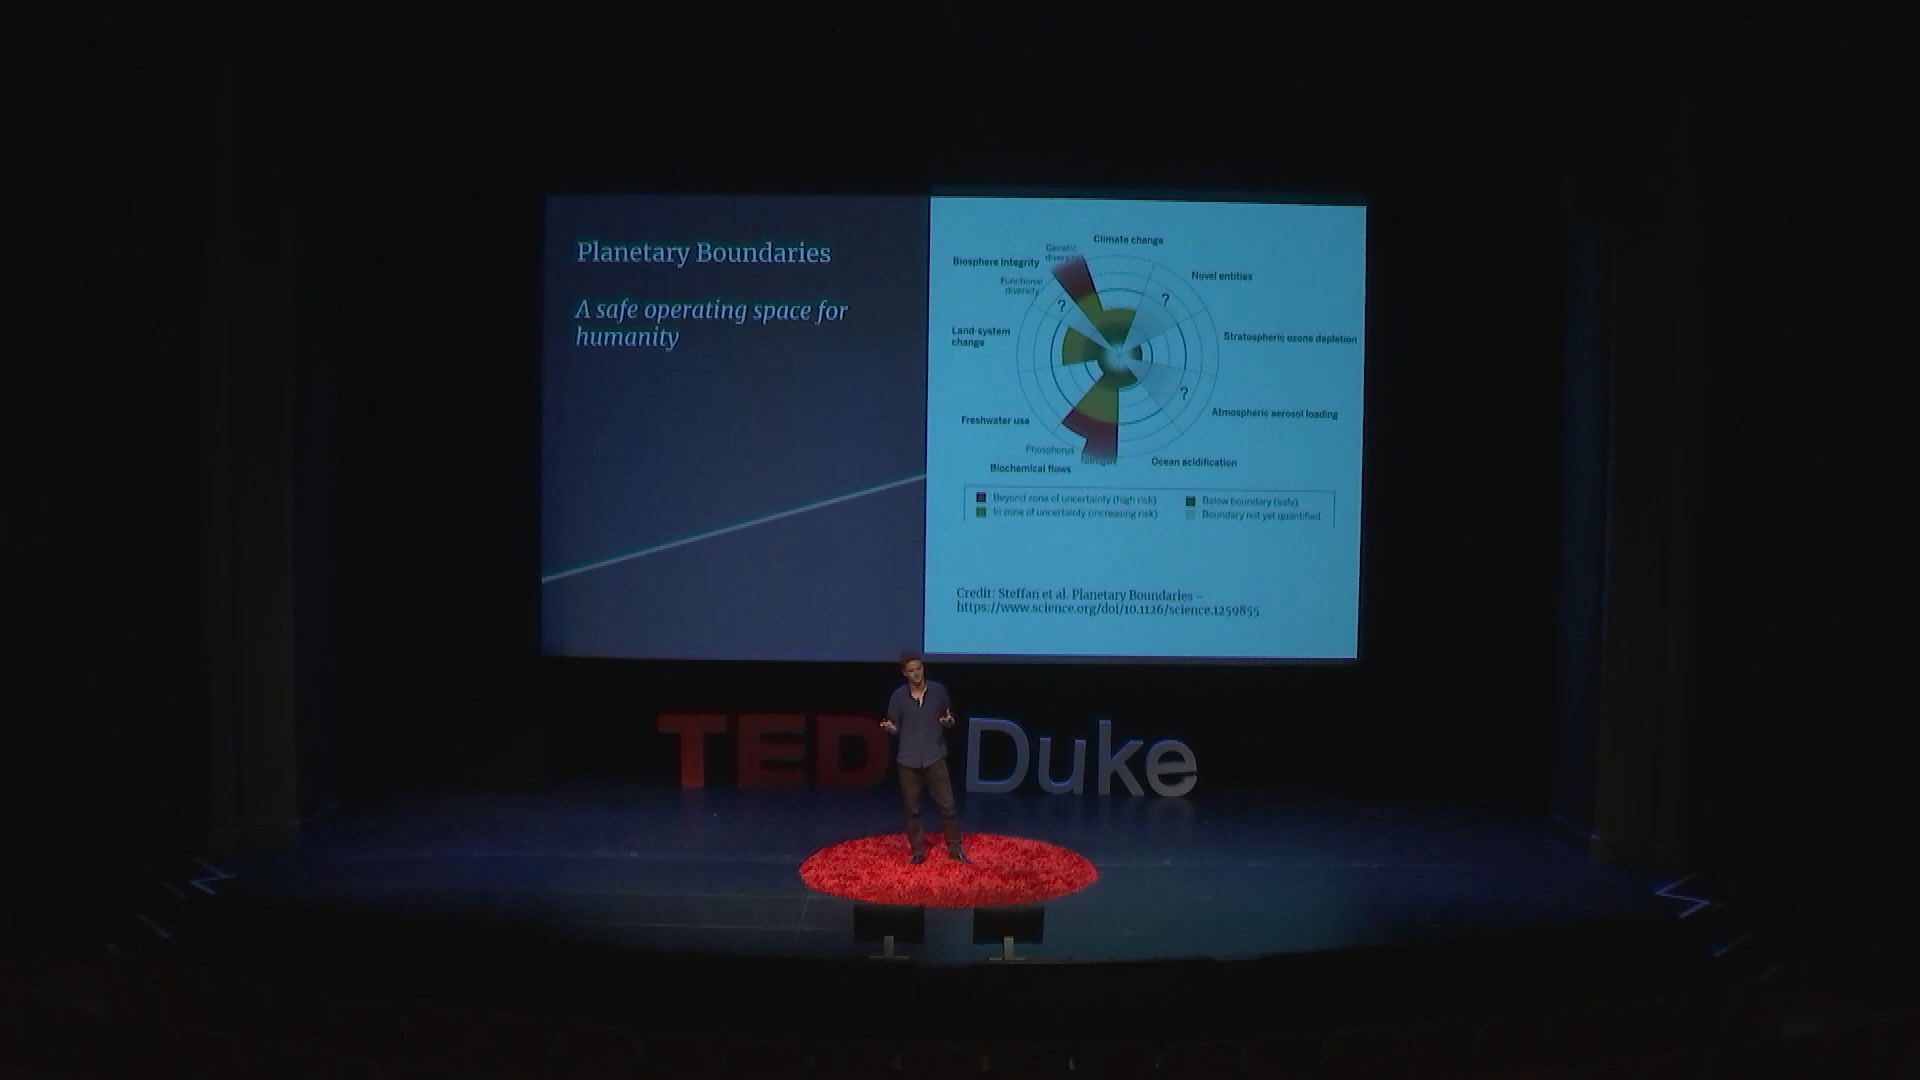 Planetary Boundaries
A safe operating space for
humanity
Climate change
Genetic
diversity
Biosphere integrity
Functional
diversity
Novel entities
?
?
Land-system
change
Stratospheric ozone depletion
?
Atmospheric aerosol loading
Freshwater use
Phosphorus
Nitrogen
Biochemical flows
Ocean acidification
Beyond zone of uncertainty (high risk)
In zone of uncertainty (increasing risk)
Below boundary (safe)
Boundary not yet quantified
Credit: Steffan et al. Planetary Boundaries –
https://www.science.org/doi/10.1126/science.1259855
TED Duke